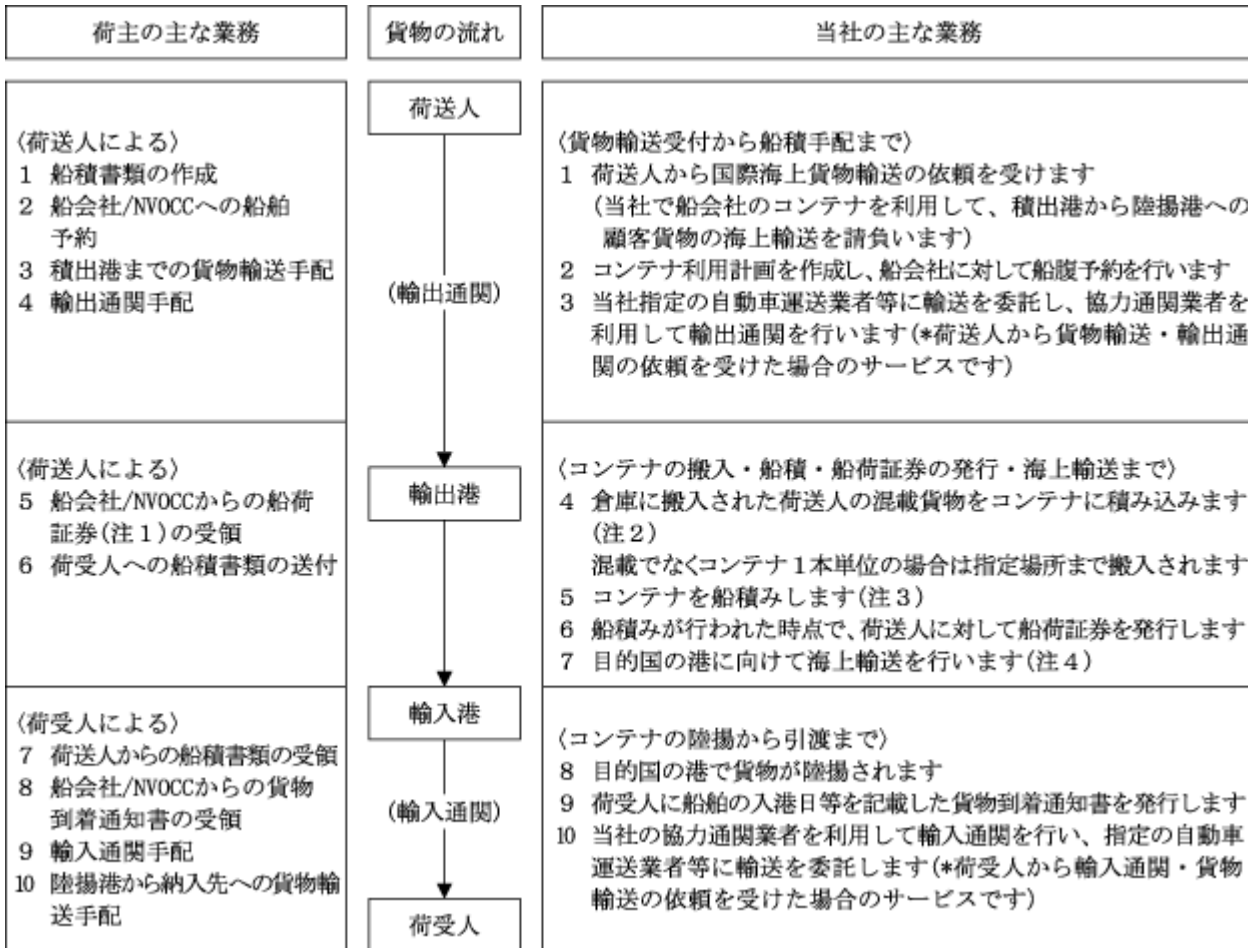 荷主の主な業務
貨物の流れ
当社の主な業務
〈荷送人による〉
1 船積書類の作成
2 船会社/NVOCCへの船舶
予約
3 積出港までの貨物輸送手配
4 輸出通関手配
荷送人
(輸出通関)
〈貨物輸送受付から船積手配まで〉
1 荷送人から国際海上貨物輸送の依頼を受けます
(当社で船会社のコンテナを利用して、積出港から陸揚港への
顧客貨物の海上輸送を請負います)
2 コンテナ利用計画を作成し、船会社に対して船腹予約を行います
3 当社指定の自動車運送業者等に輸送を委託し、協力通関業者を
利用して輸出通関を行います(*荷送人から貨物輸送・輸出通
関の依頼を受けた場合のサービスです)
〈荷送人による〉
5 船会社/NVOCCからの船荷
証券(注1)の受領
6 荷受人への船積書類の送付
輸出港
〈コンテナの搬入・船積・船荷証券の発行・海上輸送まで〉
4 倉庫に搬入された荷送人の混載貨物をコンテナに積み込みます
(注2)
混載でなくコンテナ1本単位の場合は指定場所まで搬入されます
5 コンテナを船積みします(注3)
6 船積みが行われた時点で、荷送人に対して船荷証券を発行します
7 目的国の港に向けて海上輸送を行います(注4)
〈荷受人による〉
7 荷送人からの船積書類の受領
8 船会社/NVOCCからの貨物
到着通知書の受領
9 輸入通関手配
10 陸揚港から納入先への貨物輸
送手配
輸入港
(輸入通関)
荷受人
〈コンテナの陸揚から引渡まで〉
8 目的国の港で貨物が陸揚されます
9 荷受人に船舶の入港日等を記載した貨物到着通知書を発行します
10 当社の協力通関業者を利用して輸入通関を行い、指定の自動車
運送業者等に輸送を委託します(*荷受人から輸入通関・貨物
輸送の依頼を受けた場合のサービスです)